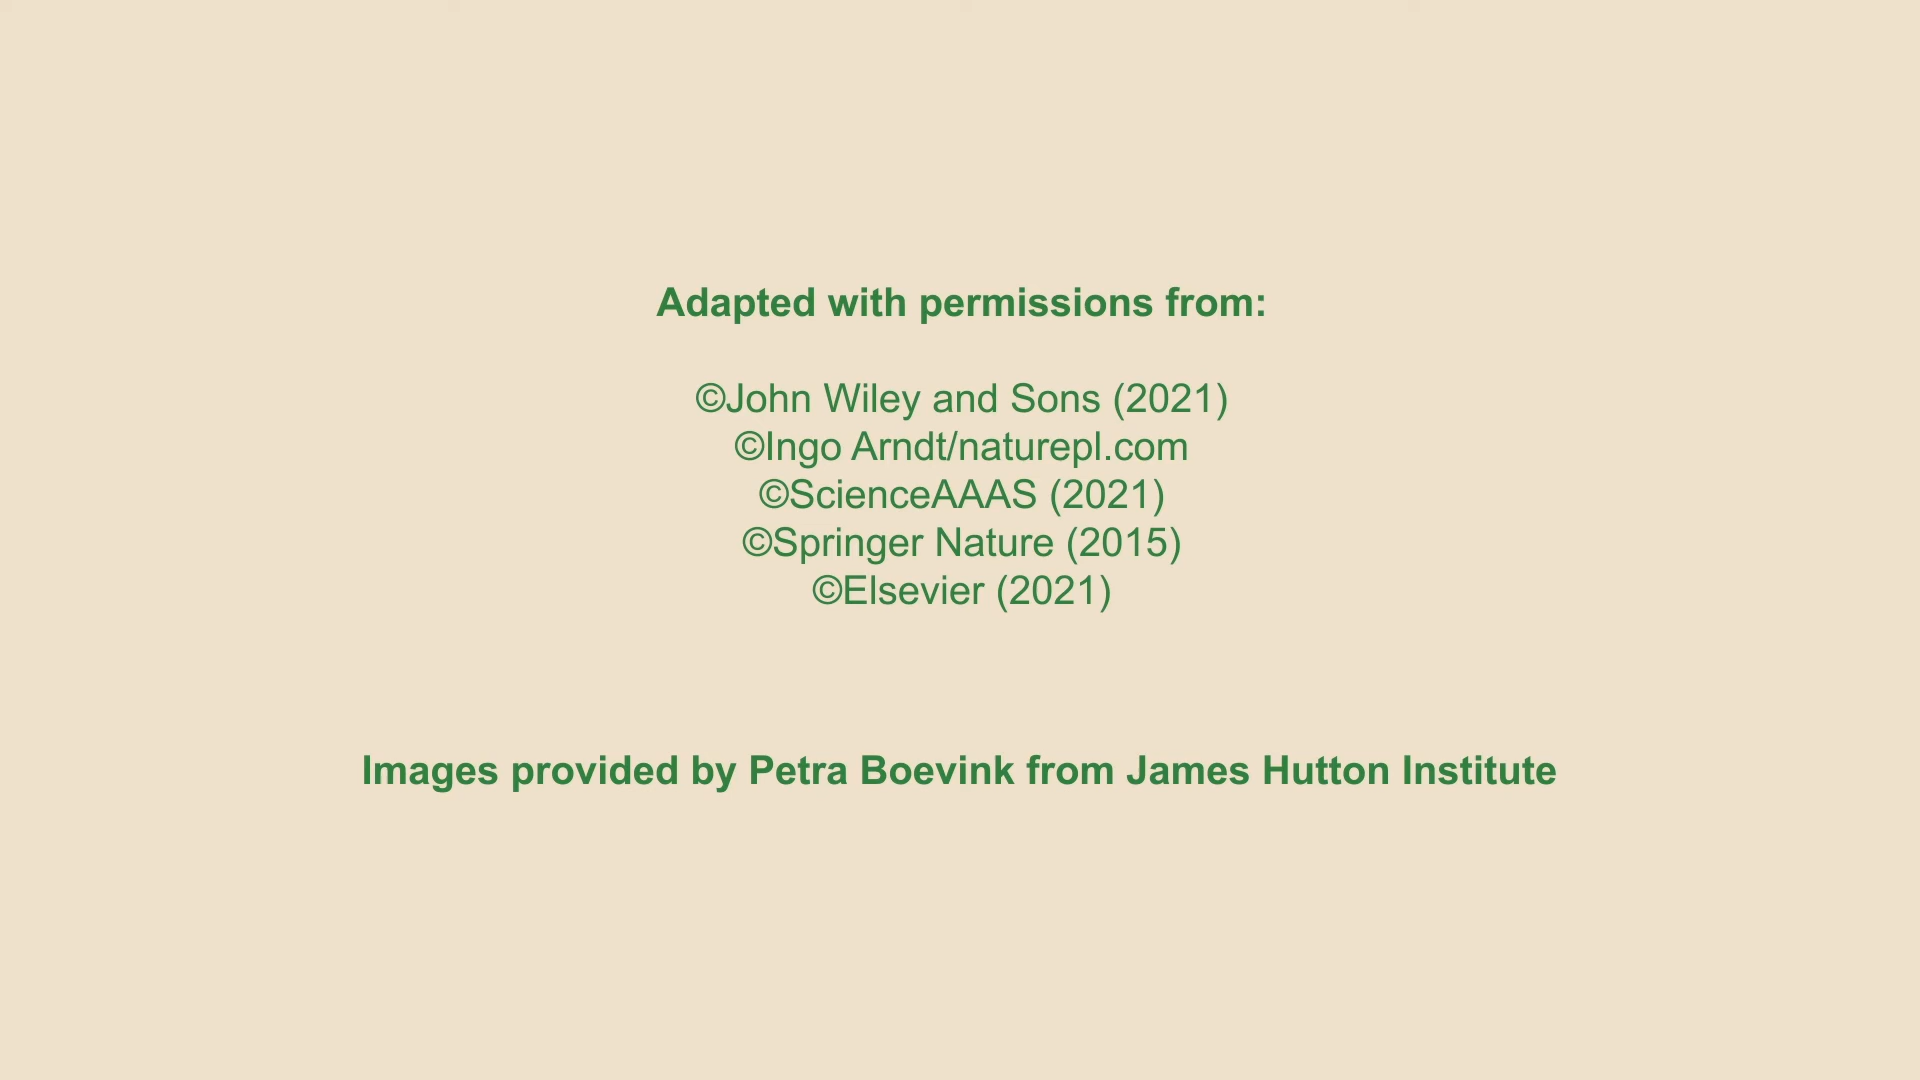 Adapted with permissions from:
©John Wiley and Sons (2021)
©Ingo Arndt/naturepl.com
©ScienceAAAS (2021)
©Springer Nature (2015)
©Elsevier (2021)
Images provided by Petra Boevink from James Hutton Institute